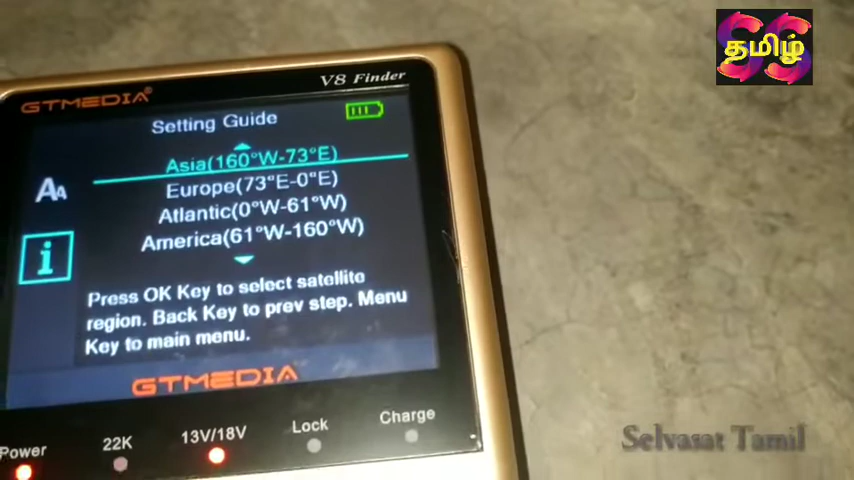 தமிழ்
V8 Finder
GTMEDIA®
Setting Guide
Asia(160°W-73°E)
Europe(73°E-0°E)
Atlantic(0°W-61°W)
America(61°W-160°W)
AA
i
Press OK Key to select satellite
region. Back Key to prev step. Menu
Key to main menu.
GTMEDIA
Power 22K 13V/18V Lock Charge
Selvasat Tamil